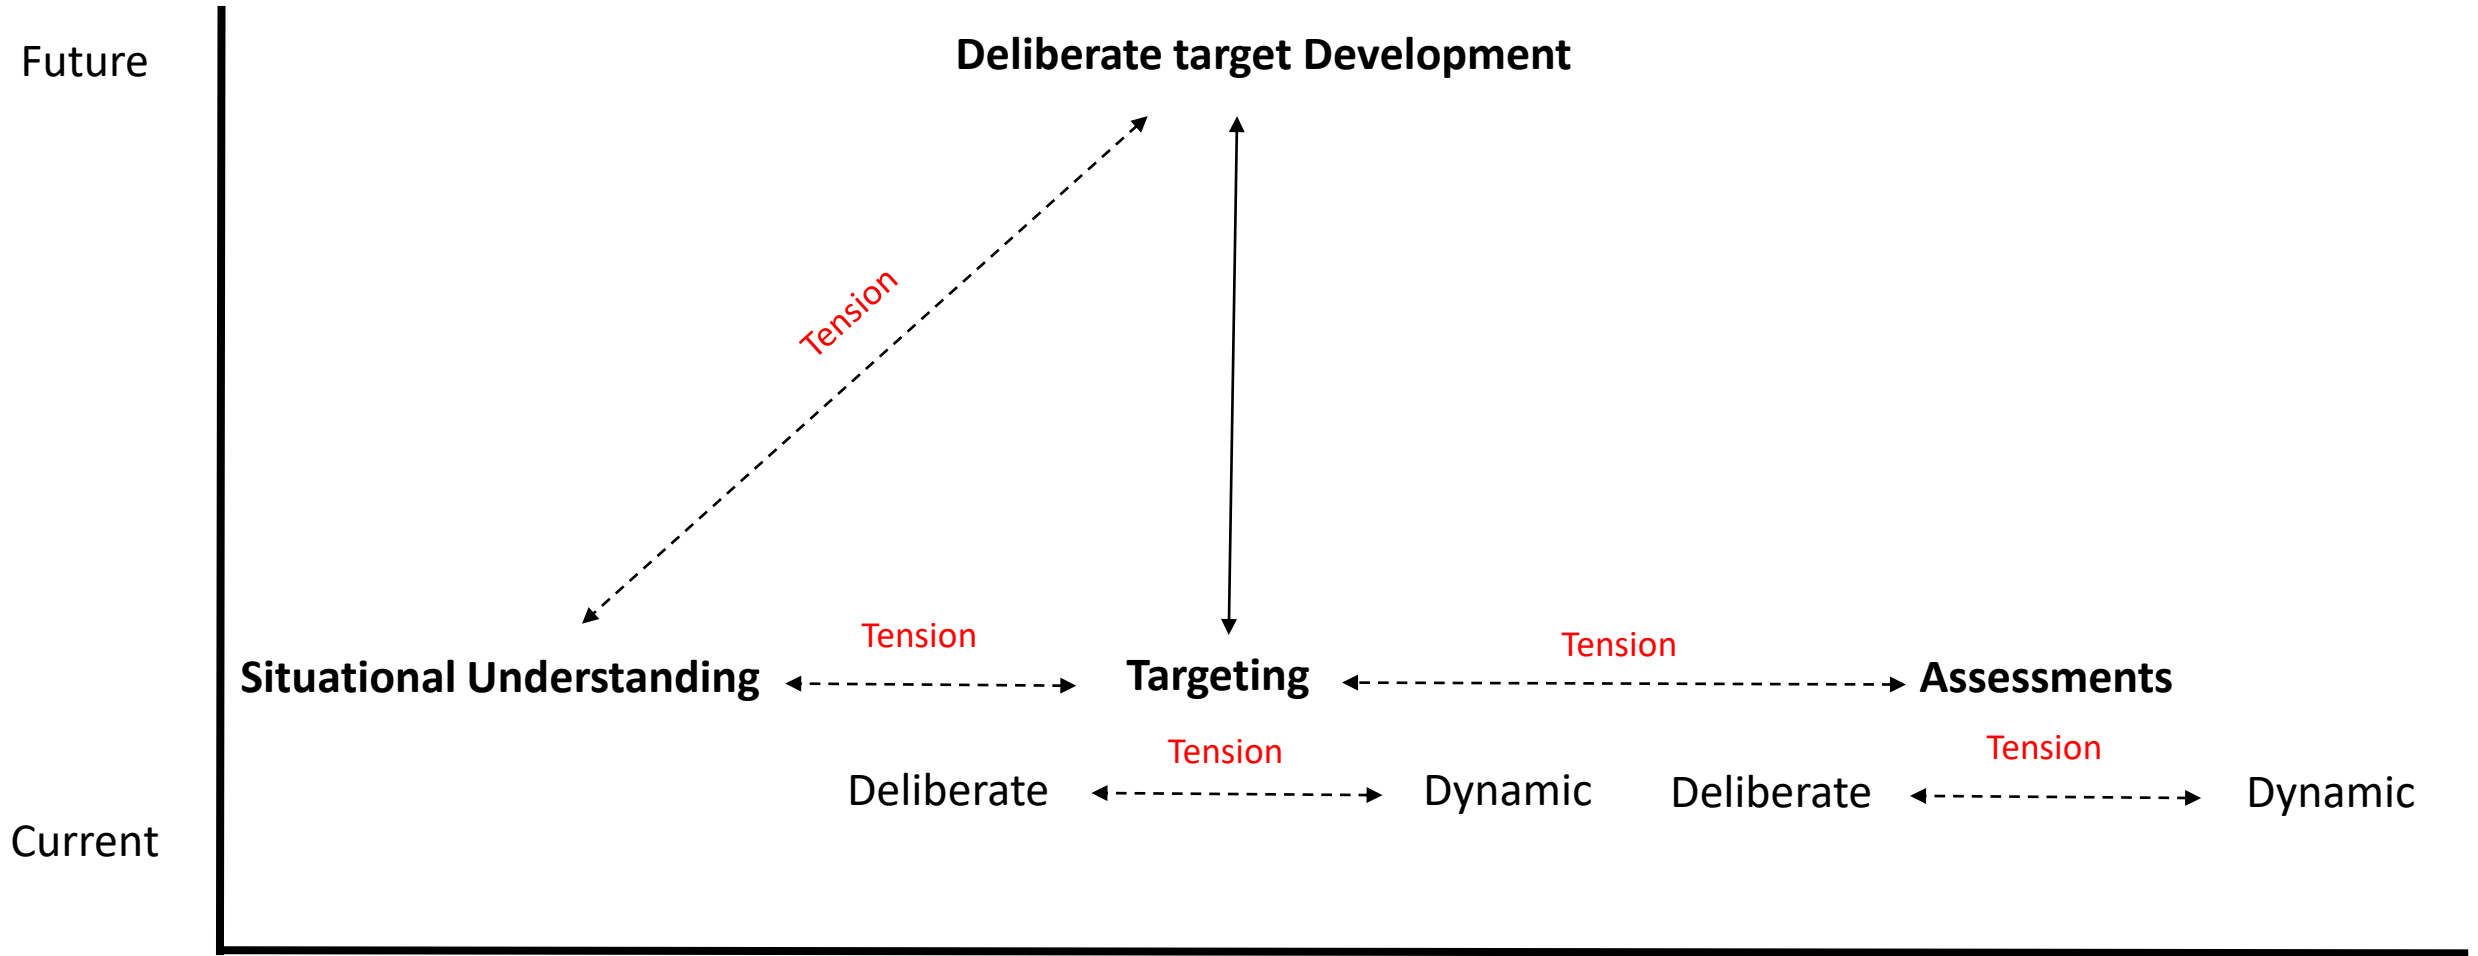 Future
Deliberate target Development
Tension
Tension
Tension
Situational Understanding
Targeting
Assessments
Tension
Tension
Deliberate
Dynamic
Deliberate
Dynamic
Current